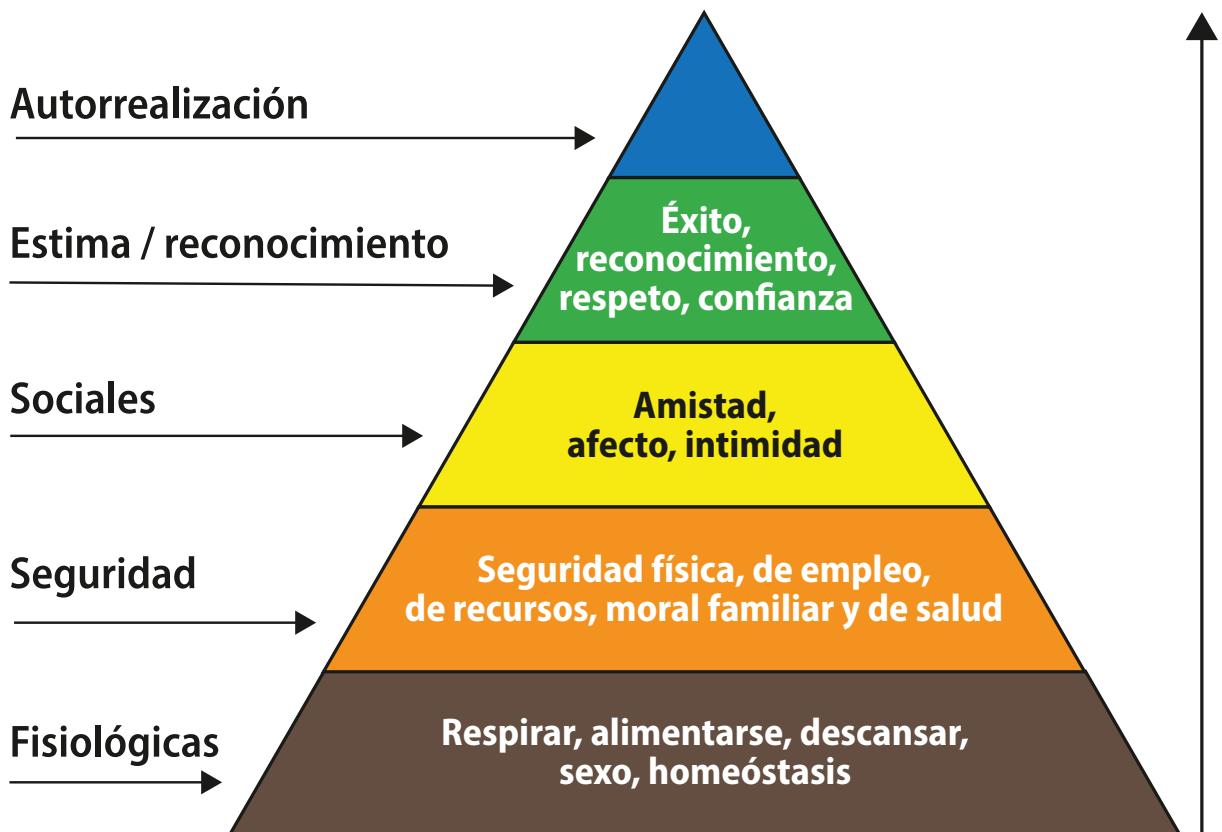 Autorrealización
Estima / reconocimiento
Éxito,
reconocimiento,
respeto, confianza
Sociales
Amistad,
afecto, intimidad
Seguridad
Seguridad física, de empleo,
de recursos, moral familiar y de salud
Fisiológicas
Respirar, alimentarse, descansar,
sexo, homeóstasis